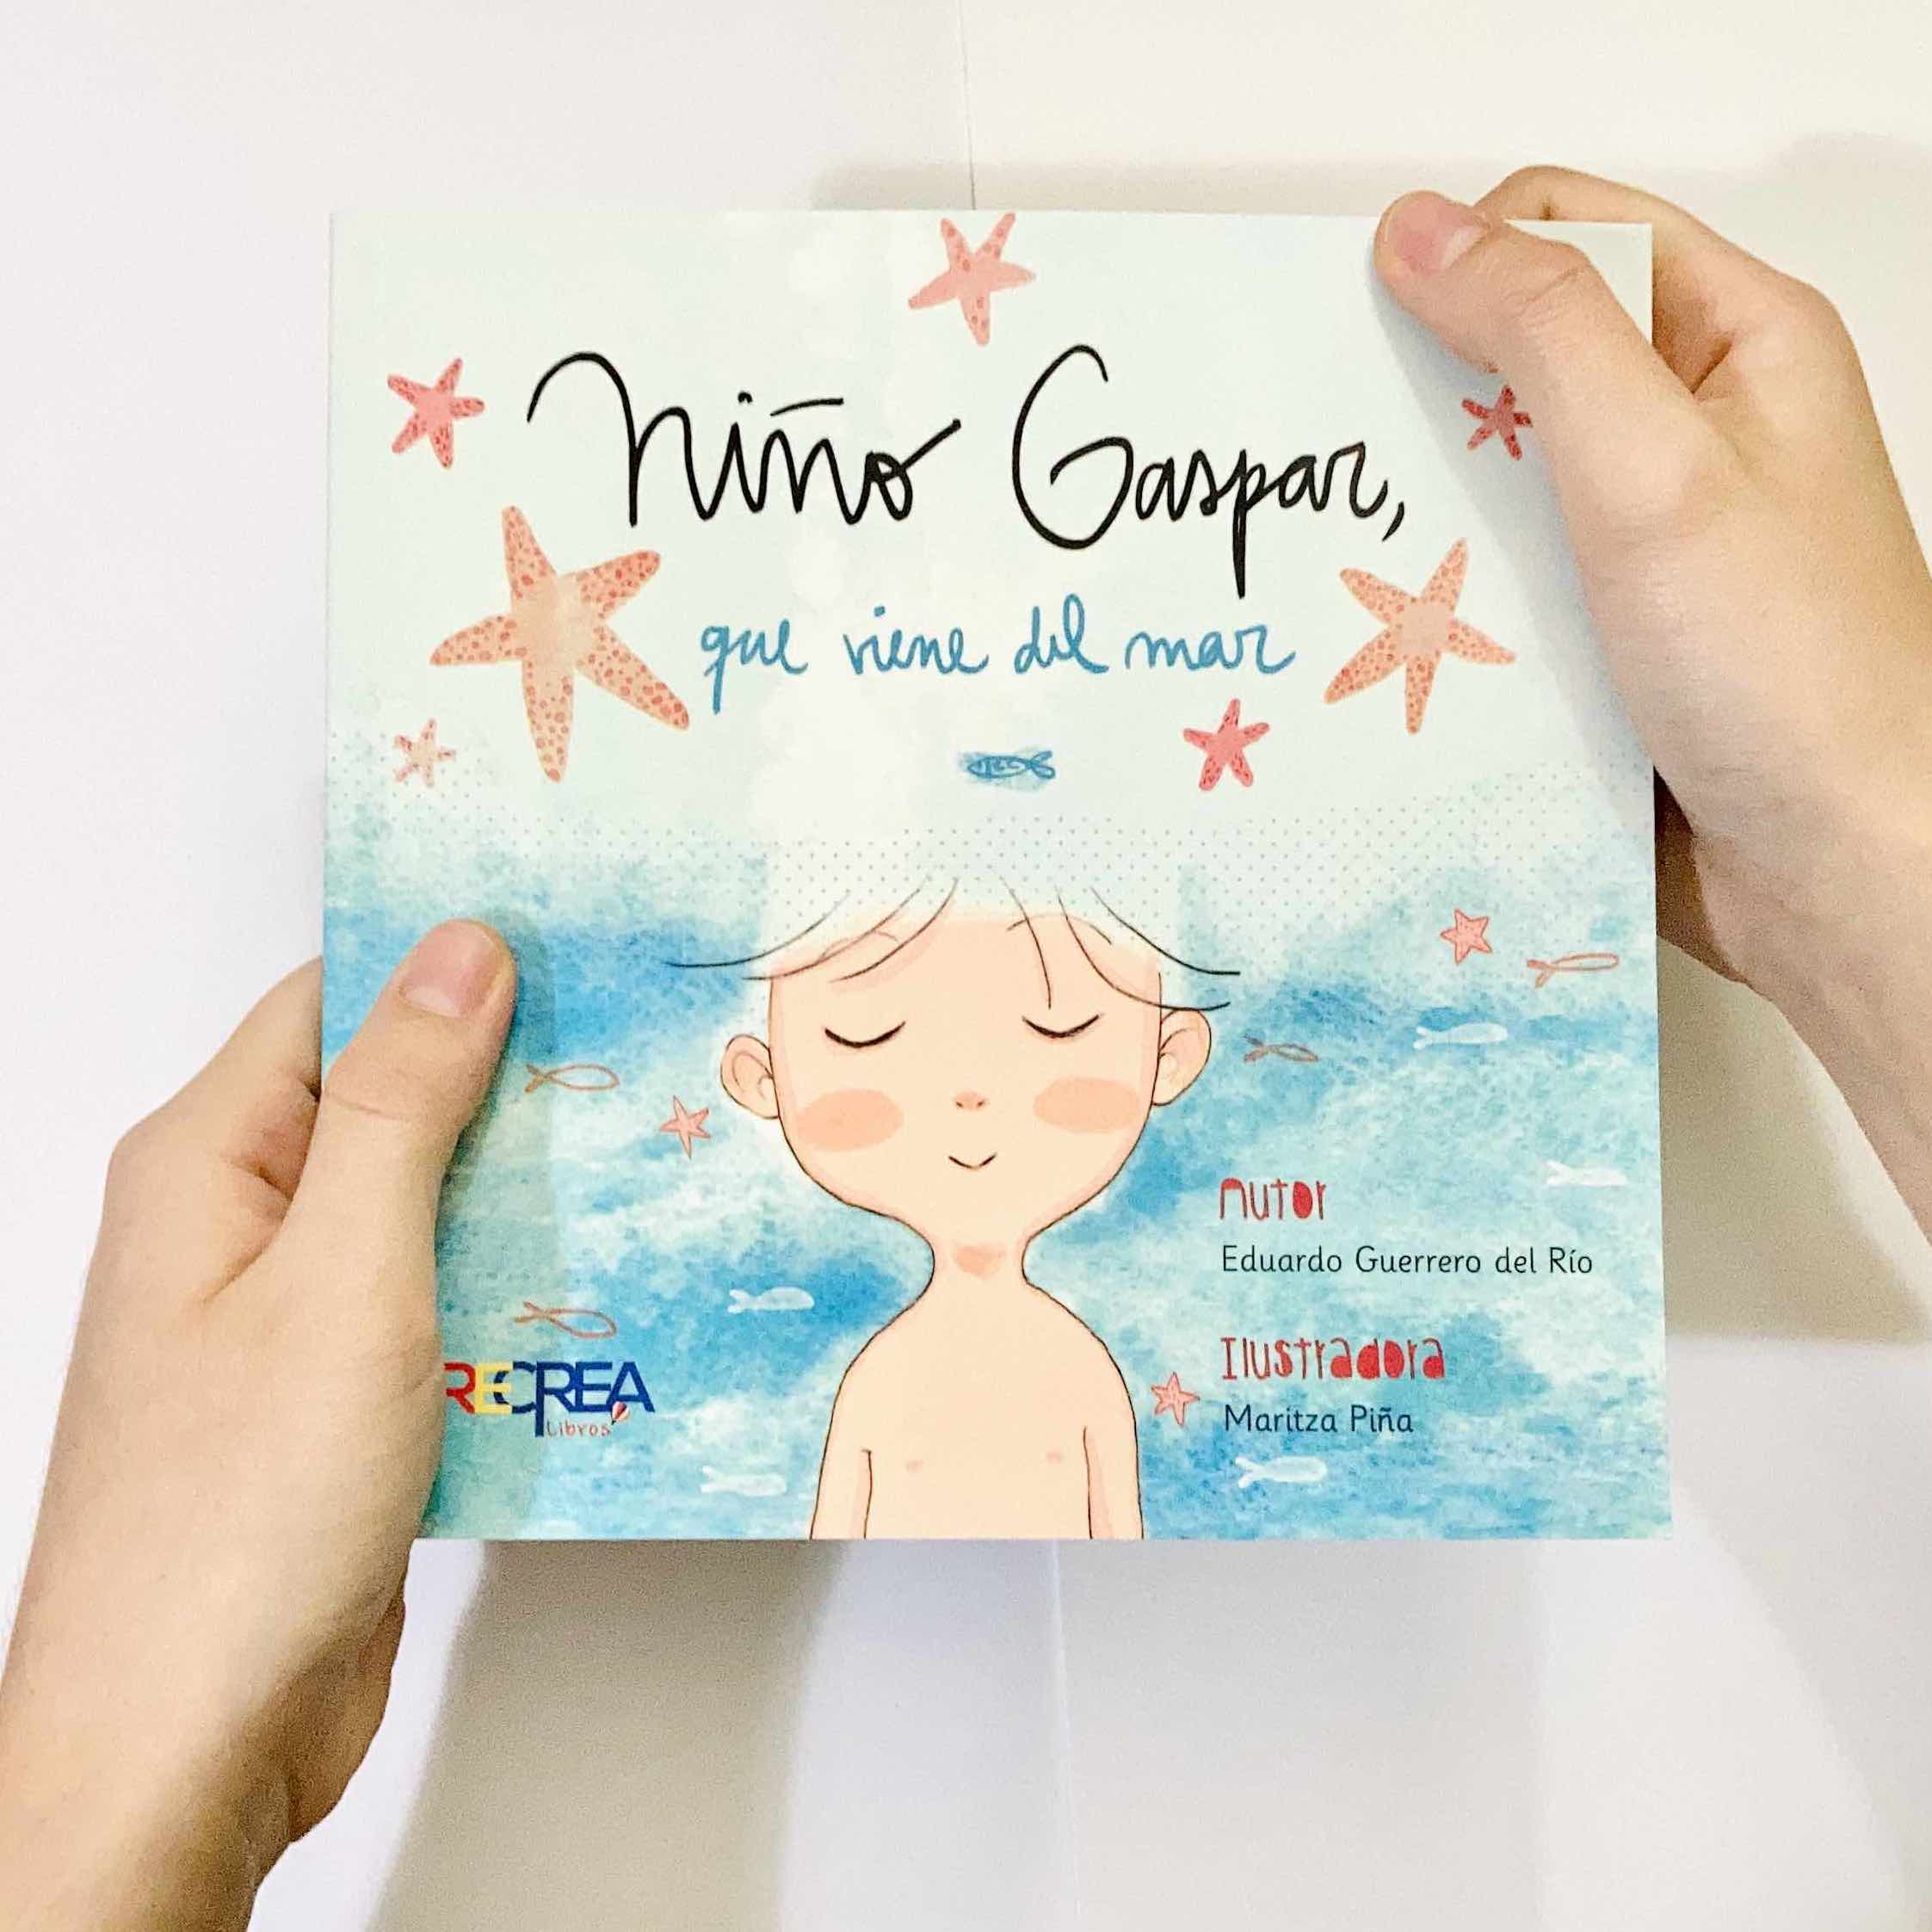 Niño Gaspar,
que viene del mar
Autor
Eduardo Guerrero del Río
Ilustradora
Maritza Piña
RECREA
Libros